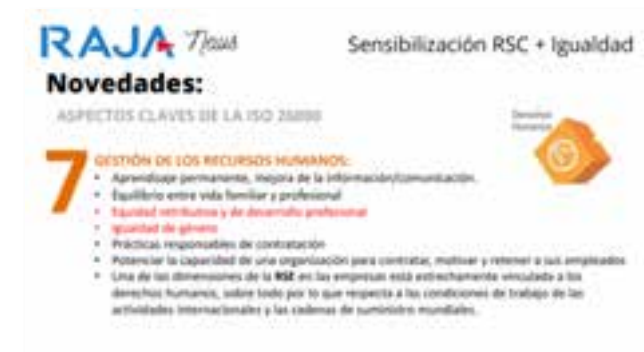 RAJA News
Sensibilización RSC + Igualdad
Novedades:
ASPECTOS CLAVES DE LA ISO 26000
Derechos
Humanos
7
GESTIÓN DE LOS RECURSOS HUMANOS:
• Aprendizaje permanente, mejora de la información/comunicación.
• Equilibrio entre vida familiar y profesional
• Equidad retributiva y de desarrollo profesional
• Igualdad de género
• Prácticas responsables de contratación
• Potenciar la capacidad de una organización para contratar, motivar y retener a sus empleados
• Una de las dimensiones de la RSE en las empresas está estrechamente vinculada a los
derechos humanos, sobre todo por lo que respecta a las condiciones de trabajo de las
actividades internacionales y las cadenas de suministro mundiales.